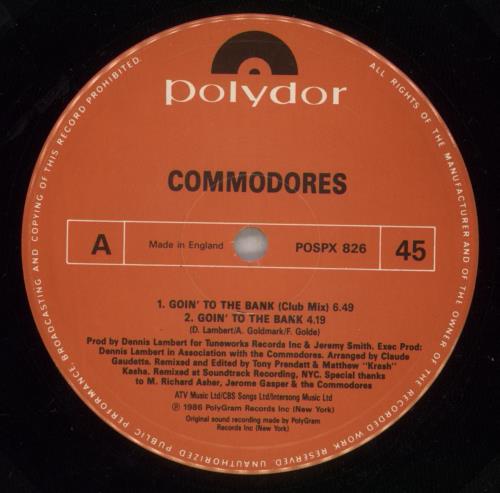 polydor
COMMODORES
A
Made in England
POSPX 826
45
1. GOIN' TO THE BANK (Club Mix) 6.49
2. GOIN' TO THE BANK 4.19
(D. Lambert/A. Goldmark/F. Golde)
Prod by Dennis Lambert for Tuneworks Records Inc & Jeremy Smith. Exec Prod:
Dennis Lambert in Association with the Commodores. Arranged by Claude
Gaudetta. Remixed and Edited by Tony Prendatt & Matthew "Krash"
Kasha. Remixed at Soundtrack Recording, NYC. Special thanks
to M. Richard Asher, Jerome Gasper & the Commodores
ATV Music Ltd/CBS Songs Ltd/Intersong Music Ltd
Ⓟ 1986 PolyGram Records Inc (New York)
Original sound recording made by PolyGram
Records Inc (New York)
ALL RIGHTS OF THE MANUFACTURER AND OF THE OWNER OF THE RECORDED WORK RESERVED. UNAUTHORIZED PUBLIC PERFORMANCE, BROADCASTING AND COPYING OF THIS RECORD PROHIBITED.